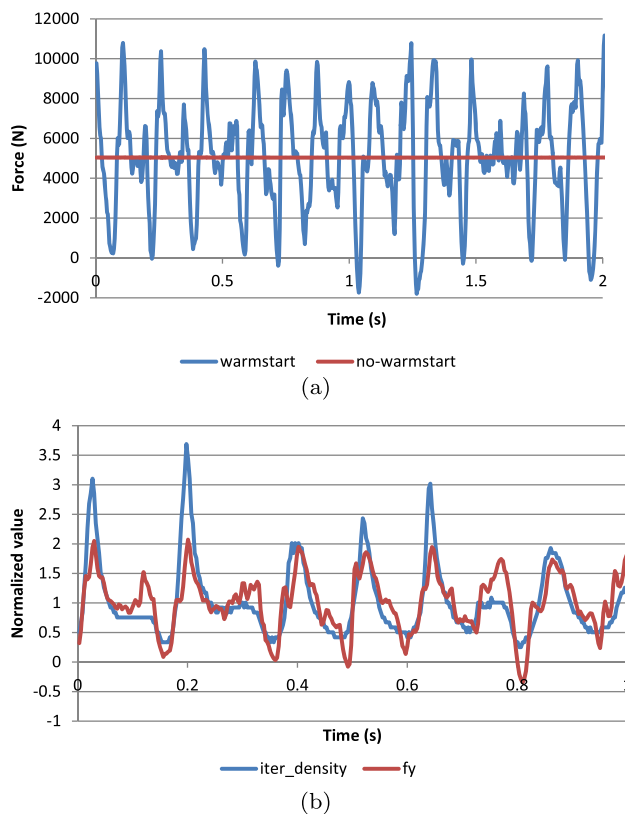 12000
10000
8000
6000
4000
2000
0
-2000
Force (N)
0 0.5 1 1.5 2
Time (s)
warmstart no-warmstart
(a)
4
3.5
3
2.5
2
1.5
1
0.5
0
-0.5
-1
Normalized value
0 0.2 0.4 0.6 0.8
Time (s)
iter_density fy
(b)